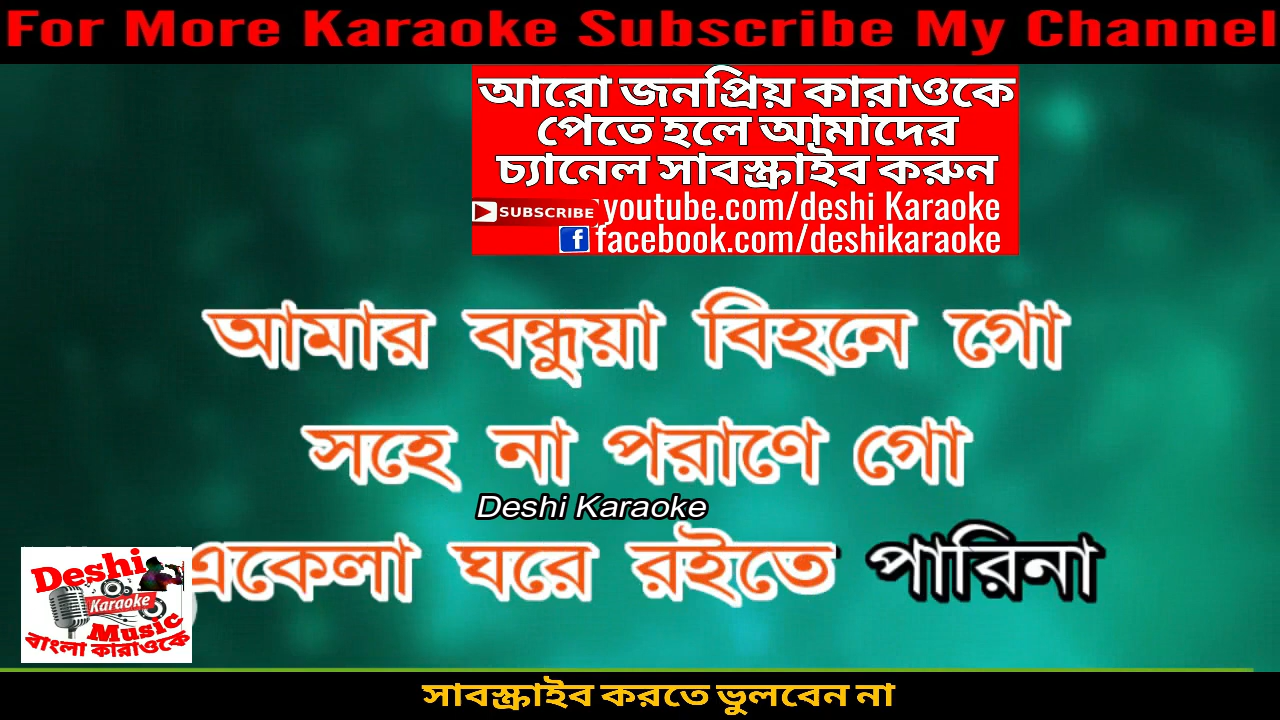 For More Karaoke Subscribe My Channel
আরো জনপ্রিয় কারাওকে
পেতে হলে আমাদের
চ্যানেল সাবস্ক্রাইব করুন
SUBSCRIBE youtube.com/deshi Karaoke
f facebook.com/deshikaraoke
আমার বন্ধুয়া বিহনে গো
সহে না পরাণে গো
Deshi Karaoke
একেলা ঘরে রইতে পারিনা
Deshi
Karaoke
Music
বাংলা কারাওকে
সাবস্ক্রাইব করতে ভুলবেন না